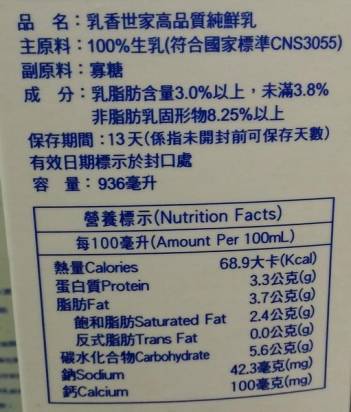 品 名：乳香世家高品質純鮮乳
主原料：100%生乳(符合國家標準CNS3055)
副原料：寡糖
成 分：乳脂肪含量3.0%以上，未滿3.8%
非脂肪乳固形物8.25%以上
保存期間：13天(係指未開封前可保存天數)
有效日期標示於封口處
容 量：936毫升
營養標示(Nutrition Facts)
每100毫升(Amount Per 100mL)
熱量Calories 68.9大卡(Kcal)
蛋白質Protein 3.3公克(g)
脂肪Fat 3.7公克(g)
飽和脂肪Saturated Fat 2.4公克(g)
反式脂肪Trans Fat 0.0公克(g)
碳水化合物Carbohydrate 5.6公克(g)
鈉Sodium 42.3毫克(mg)
鈣Calcium 100毫克(mg)